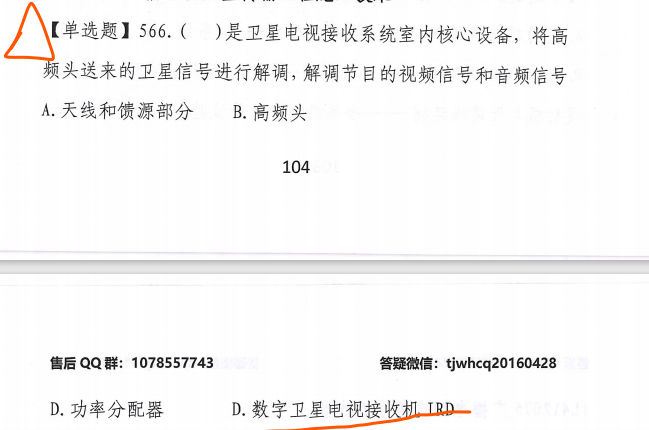 【单选题】566.( )是卫星电视接收系统室内核心设备，将高
频头送来的卫星信号进行解调，解调节目的视频信号和音频信号
A.天线和馈源部分 B.高频头
104
售后QQ群：1078557743 答疑微信：tjwhcq20160428
D.功率分配器 D.数字卫星电视接收机 IRD